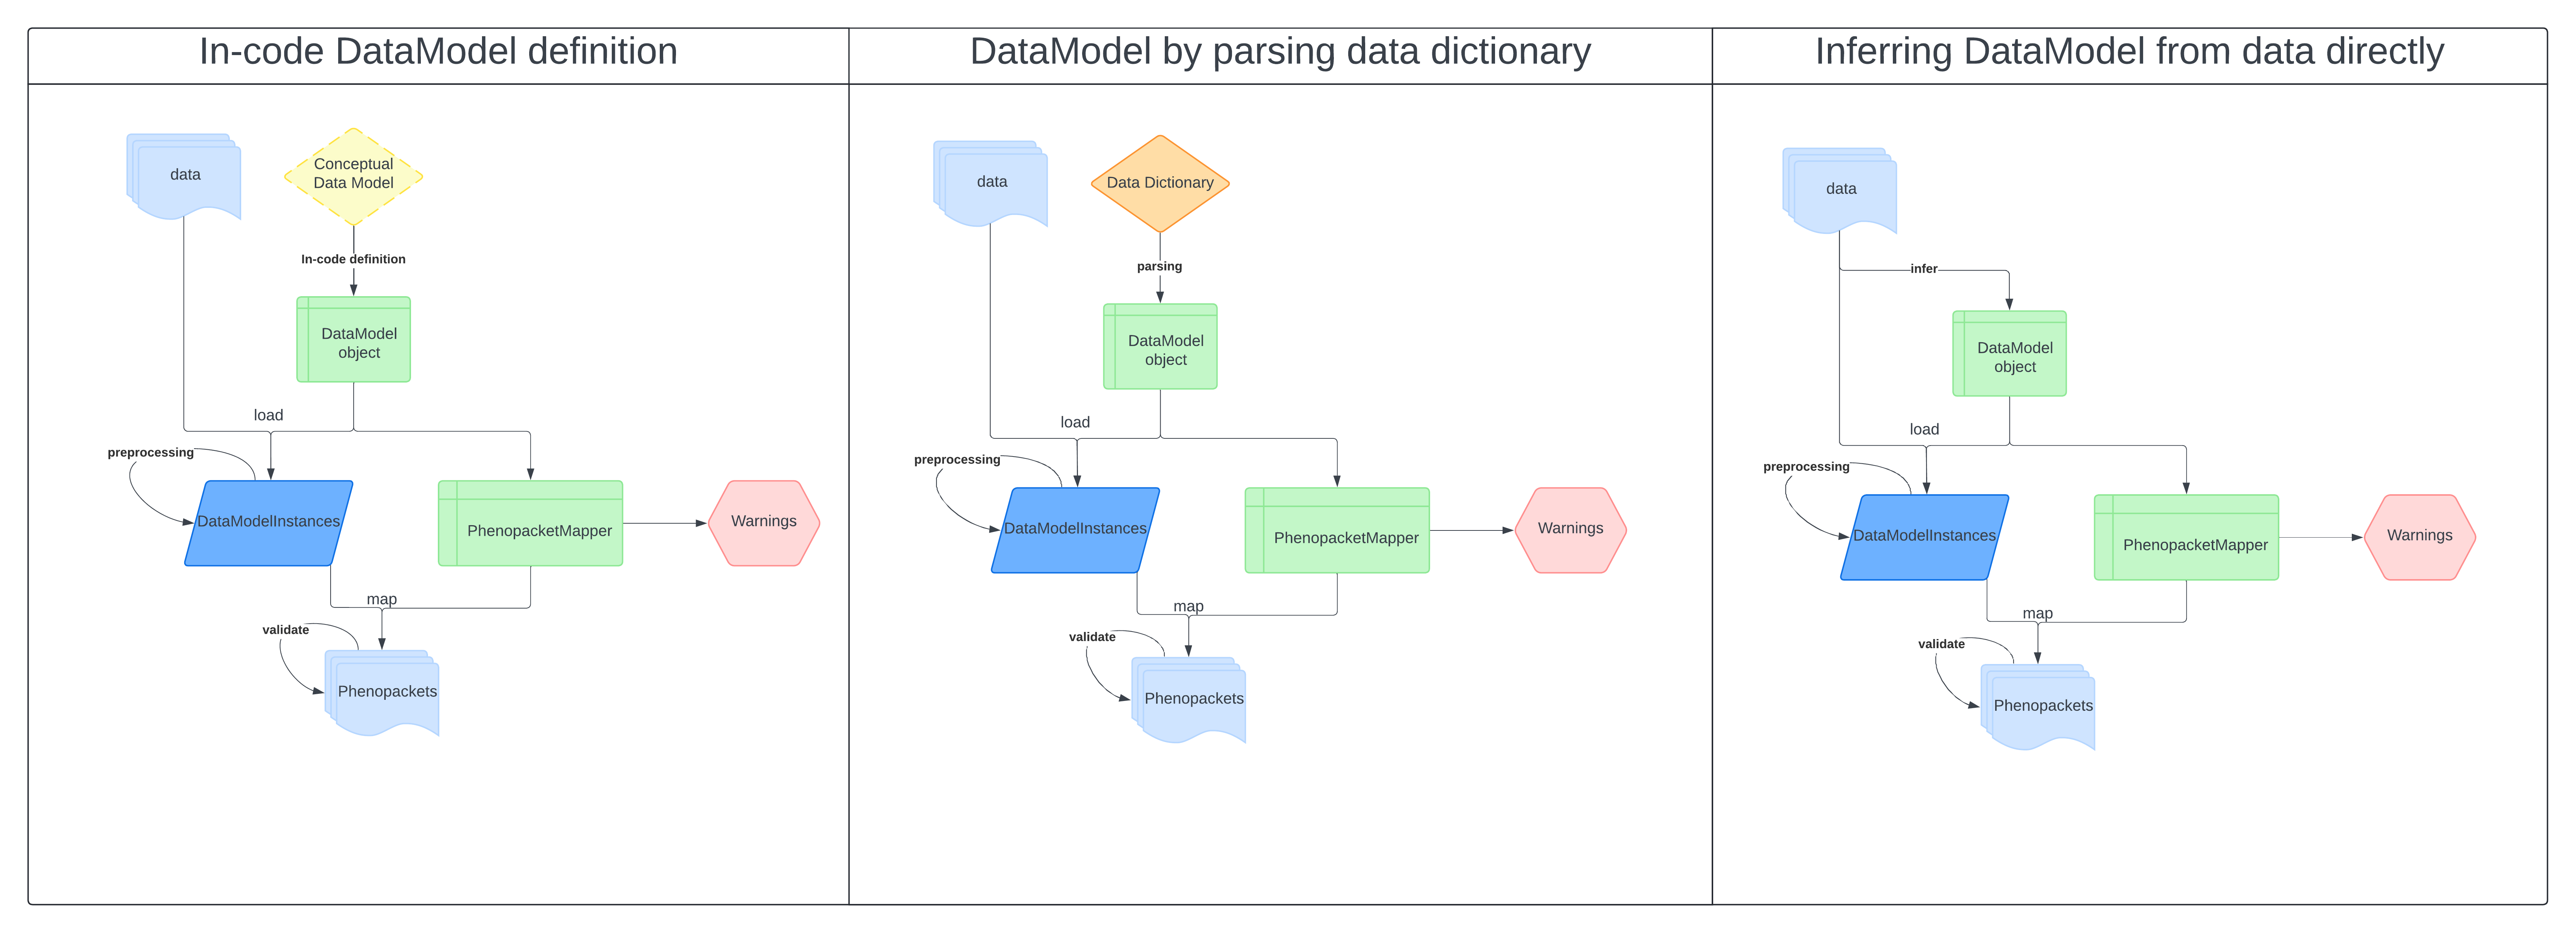 In-code DataModel definition
data
Conceptual
Data Model
In-code definition
DataModel
object
load
preprocessing
DataModelInstances
PhenopacketMapper
Warnings
map
validate
Phenopackets
DataModel by parsing data dictionary
data
Data Dictionary
parsing
DataModel
object
load
preprocessing
DataModelInstances
PhenopacketMapper
Warnings
map
validate
Phenopackets
Inferring DataModel from data directly
data
infer
DataModel
object
load
preprocessing
DataModelInstances
PhenopacketMapper
Warnings
map
validate
Phenopackets